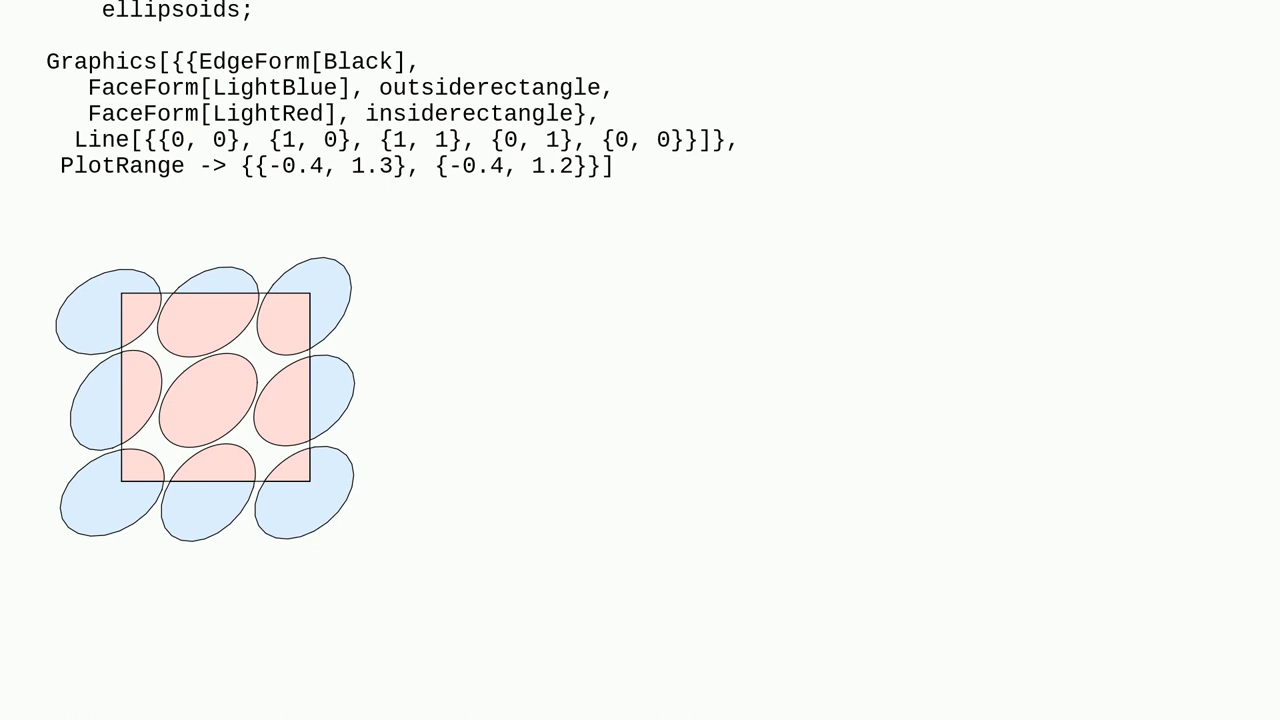 ellipsoids;
Graphics[{{EdgeForm[Black],
FaceForm[LightBlue], outsiderectangle,
FaceForm[LightRed], insiderectangle},
Line[{{0, 0}, {1, 0}, {1, 1}, {0, 1}, {0, 0}}]},
PlotRange -> {{-0.4, 1.3}, {-0.4, 1.2}}]